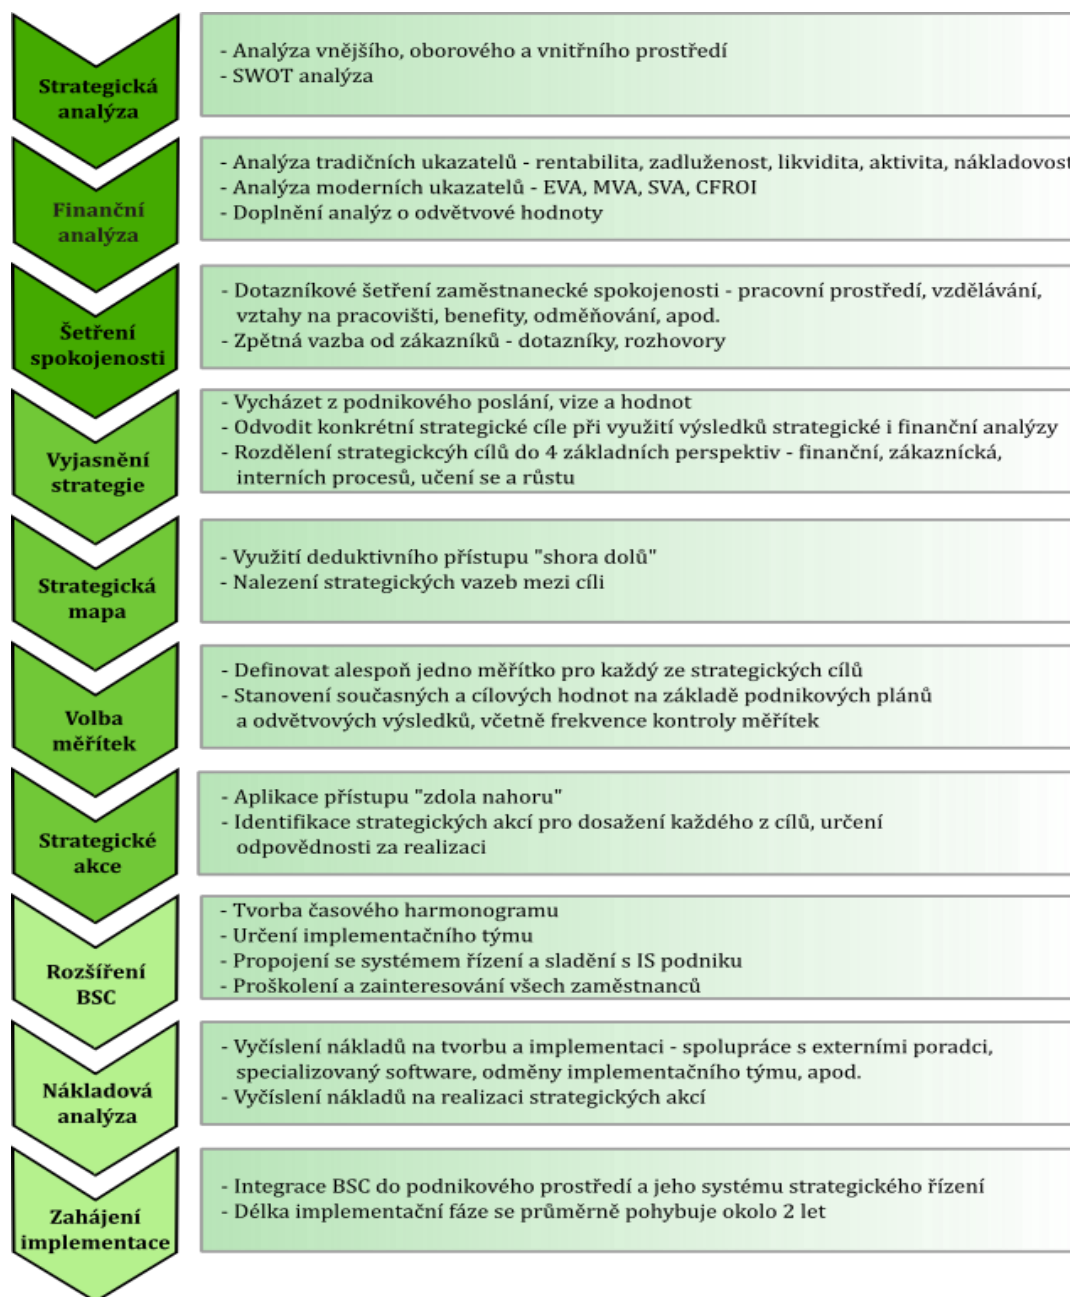 Strategická
analýza
- Analýza vnějšího, oborového a vnitřního prostředí
- SWOT analýza
Finanční
analýza
- Analýza tradičních ukazatelů - rentabilita, zadluženost, likvidita, aktivita, nákladovost
- Analýza moderních ukazatelů - EVA, MVA, SVA, CFROI
- Doplnění analýz o odvětvové hodnoty
Šetření
spokojenosti
- Dotazníkové šetření zaměstnanecké spokojenosti - pracovní prostředí, vzdělávání,
vztahy na pracovišti, benefity, odměňování, apod.
- Zpětná vazba od zákazníků - dotazníky, rozhovory
Vyjasnění
strategie
- Vycházet z podnikového poslání, vize a hodnot
- Odvodit konkrétní strategické cíle při využití výsledků strategické i finanční analýzy
- Rozdělení strategickcýh cílů do 4 základních perspektiv - finanční, zákaznícká,
interních procesů, učení se a růstu
Strategická
mapa
- Využití deduktivního přístupu "shora dolů"
- Nalezení strategických vazeb mezi cíli
Volba
měřítek
- Definovat alespoň jedno měřítko pro každý ze strategických cílů
- Stanovení současných a cílových hodnot na základě podnikových plánů
a odvětvových výsledků, včetně frekvence kontroly měřítek
Strategické
akce
- Aplikace přístupu "zdola nahoru"
- Identifikace strategických akcí pro dosažení každého z cílů, určení
odpovědnosti za realizaci
Rozšíření
BSC
- Tvorba časového harmonogramu
- Určení implementačního týmu
- Propojení se systémem řízení a sladění s IS podniku
- Proškolení a zainteresování všech zaměstnanců
Nákladová
analýza
- Vyčíslení nákladů na tvorbu a implementaci - spolupráce s externími poradci,
specializovaný software, odměny implementačního týmu, apod.
- Vyčíslení nákladů na realizaci strategických akcí
Zahájení
implementace
- Integrace BSC do podnikového prostředí a jeho systému strategického řízení
- Délka implementační fáze se průměrně pohybuje okolo 2 let